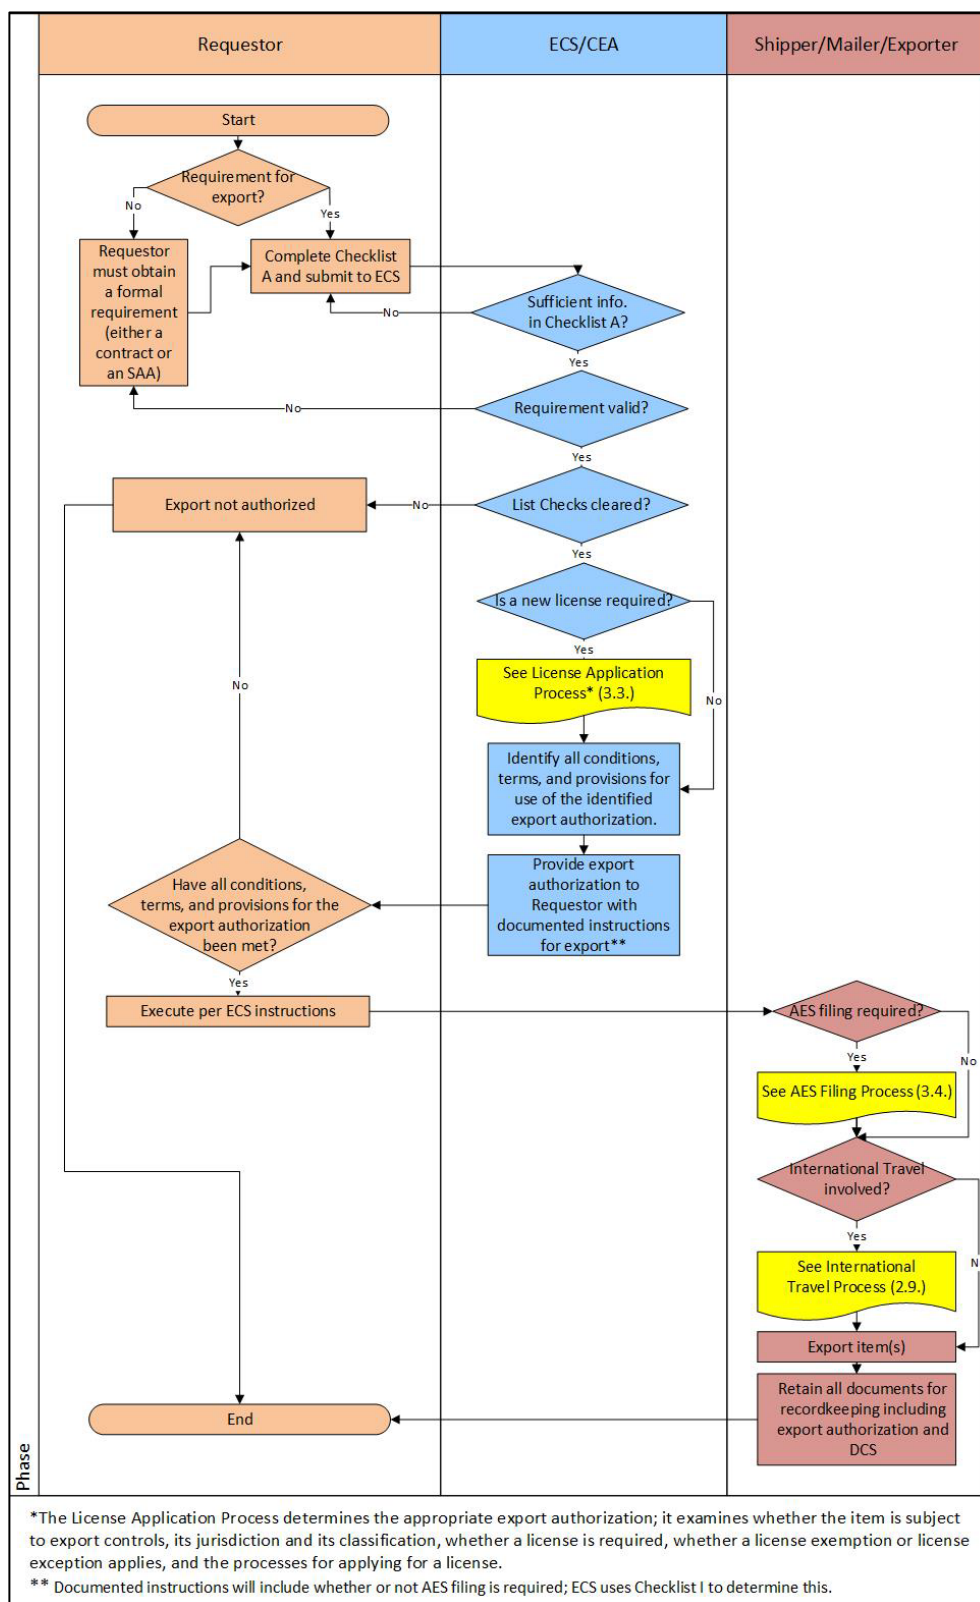 Requestor
ECS/CEA
Shipper/Mailer/Exporter
Start
Requirement for
export?
No
Yes
Requestor
must obtain
a formal
requirement
(either a
contract or
an SAA)
Complete Checklist
A and submit to ECS
Sufficient info.
in Checklist A?
No
Yes
Requirement valid?
No
Yes
Export not authorized
No
List Checks cleared?
Yes
Is a new license required?
Yes
No
See License Application
Process* (3.3.)
No
Identify all conditions,
terms, and provisions for
use of the identified
export authorization.
Provide export
authorization to
Requestor with
documented instructions
for export**
Have all conditions,
terms, and provisions for the
export authorization
been met?
Yes
Execute per ECS instructions
AES filing required?
Yes
No
See AES Filing Process (3.4.)
International Travel
involved?
Yes
N
See International
Travel Process (2.9.)
Export item(s)
Retain all documents for
recordkeeping including
export authorization and
DCS
End
Phase
*The License Application Process determines the appropriate export authorization; it examines whether the item is subject
to export controls, its jurisdiction and its classification, whether a license is required, whether a license exemption or license
exception applies, and the processes for applying for a license.
** Documented instructions will include whether or not AES filing is required; ECS uses Checklist I to determine this.